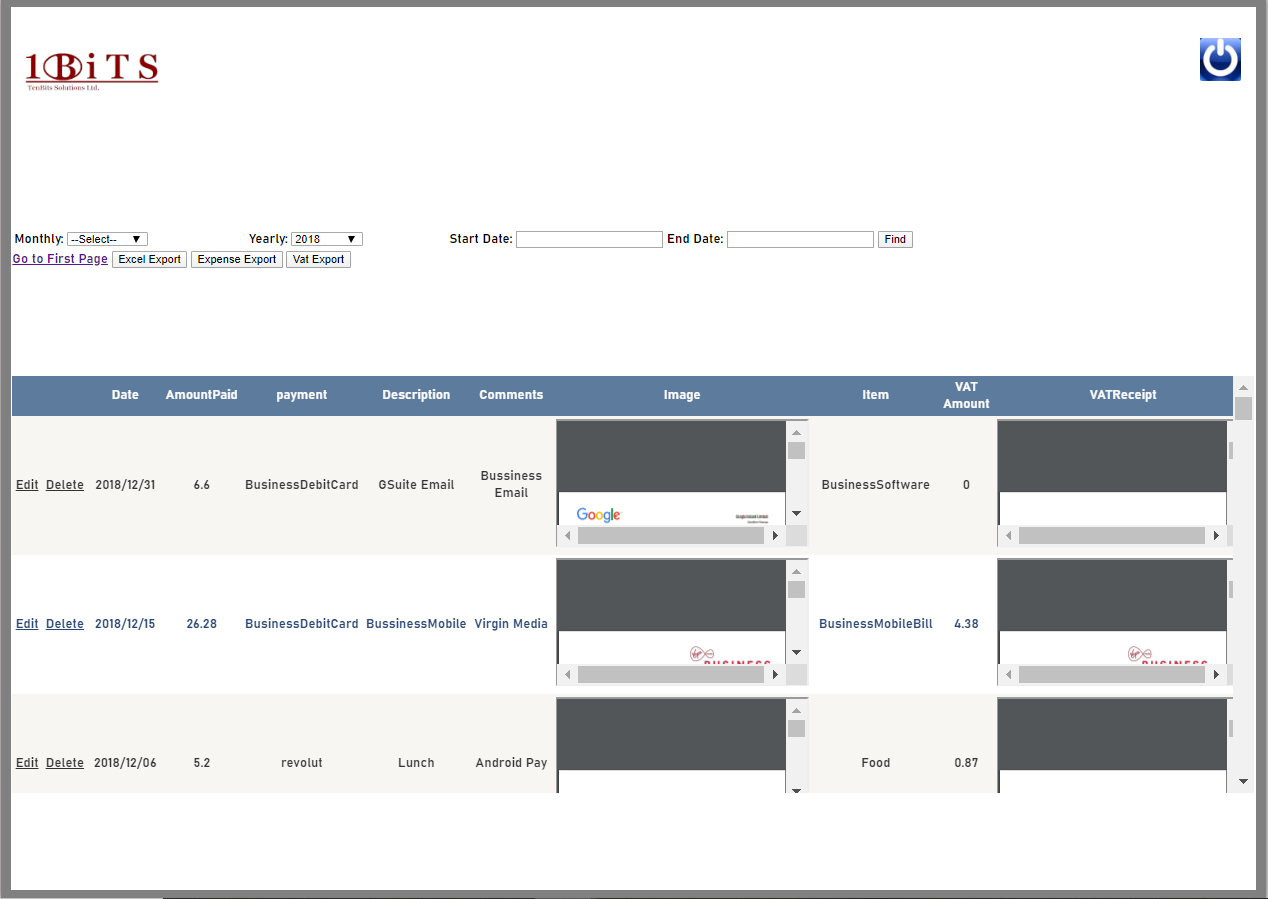 1BiTS
TenBits Solutions Ltd.
Monthly: --Select-- Yearly: 2018 Start Date: End Date: Find
Go to First Page Excel Export Expense Export Vat Export
Date AmountPaid payment Description Comments Image Item VAT Amount VATReceipt
Edit Delete 2018/12/31 6.6 BusinessDebitCard GSuite Email Bussiness Email Google BusinessSoftware 0
Edit Delete 2018/12/15 26.28 BusinessDebitCard BussinessMobile Virgin Media BUSINESS BusinessMobileBill 4.38 BUSINESS
Edit Delete 2018/12/06 5.2 revolut Lunch Android Pay Food 0.87